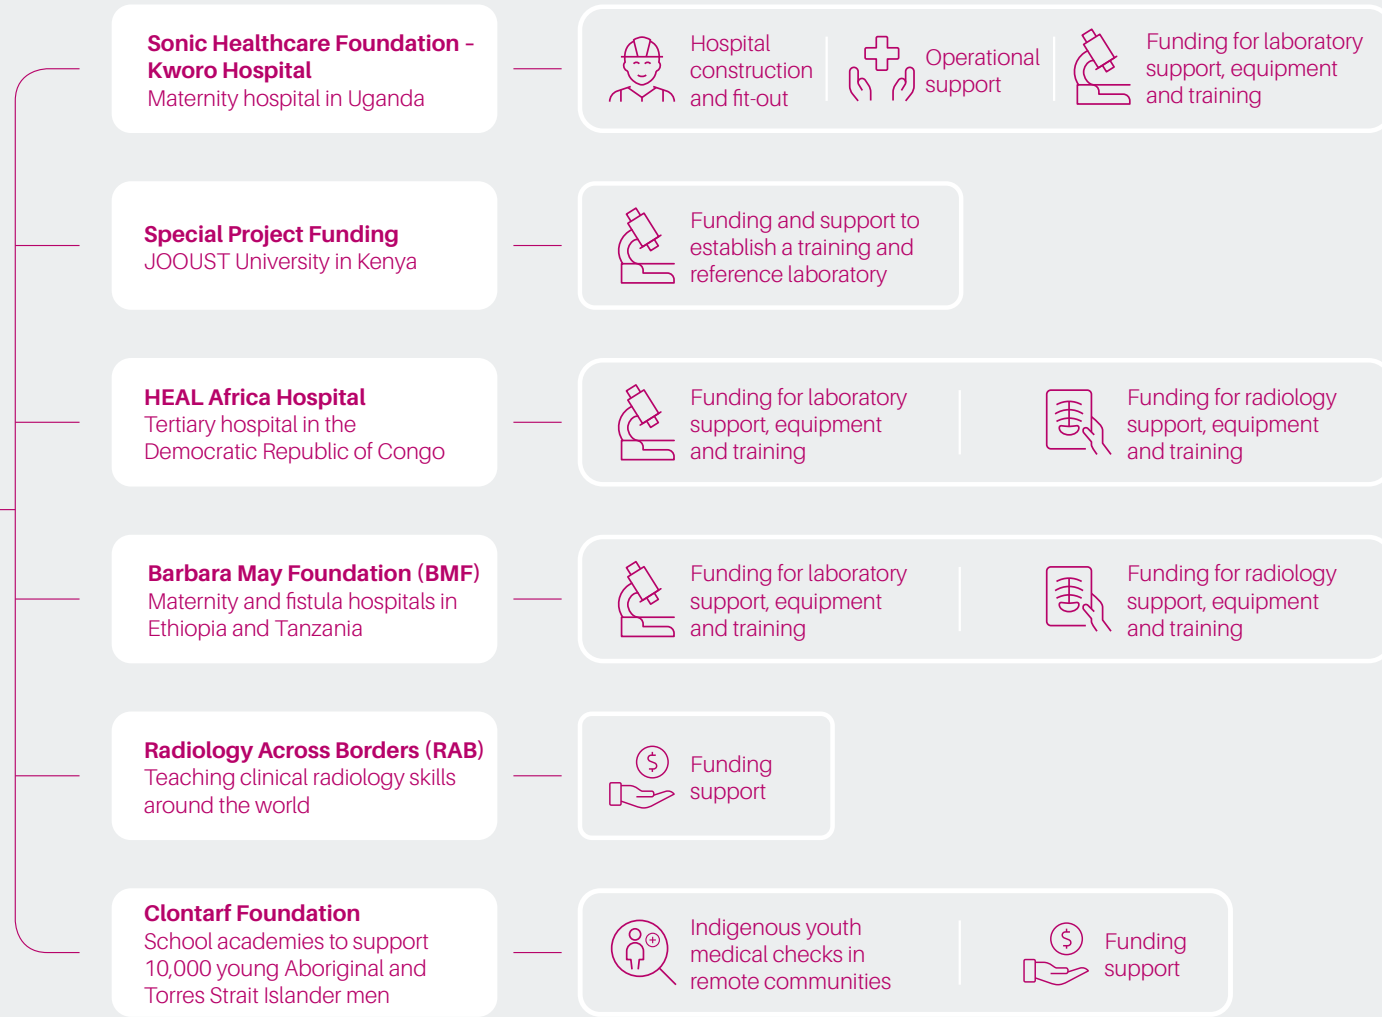 Sonic Healthcare Foundation –
Kworo Hospital
Maternity hospital in Uganda
Hospital
construction
and fit-out
Operational
support
Funding for laboratory
support, equipment
and training
Special Project Funding
JOOUST University in Kenya
Funding and support to
establish a training and
reference laboratory
HEAL Africa Hospital
Tertiary hospital in the
Democratic Republic of Congo
Funding for laboratory
support, equipment
and training
Funding for radiology
support, equipment
and training
Barbara May Foundation (BMF)
Maternity and fistula hospitals in
Ethiopia and Tanzania
Funding for laboratory
support, equipment
and training
Funding for radiology
support, equipment
and training
Radiology Across Borders (RAB)
Teaching clinical radiology skills
around the world
$
Funding
support
Clontarf Foundation
School academies to support
10,000 young Aboriginal and
Torres Strait Islander men
Indigenous youth
medical checks in
remote communities
$
Funding
support